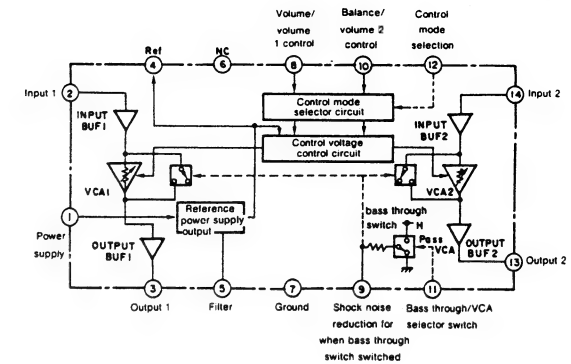 Volume/
volume
1 control
Balance/
volume 2
control
Control
mode
selection
Ref
NC
4
6
8
10
12
Input 1
2
14
Input 2
INPUT
BUF1
Control mode
selector circuit
INPUT
BUF2
Control voltage
control circuit
VCA1
VCA2
1
Reference
power supply
output
bass through
switch
H
Pass
VCA
Power
supply
OUTPUT
BUF1
OUTPUT
BUF2
13
Output 2
3
5
7
9
11
Output 1
Filter
Ground
Shock noise
reduction for
when bass through
switch switched
Bass through/VCA
selector switch